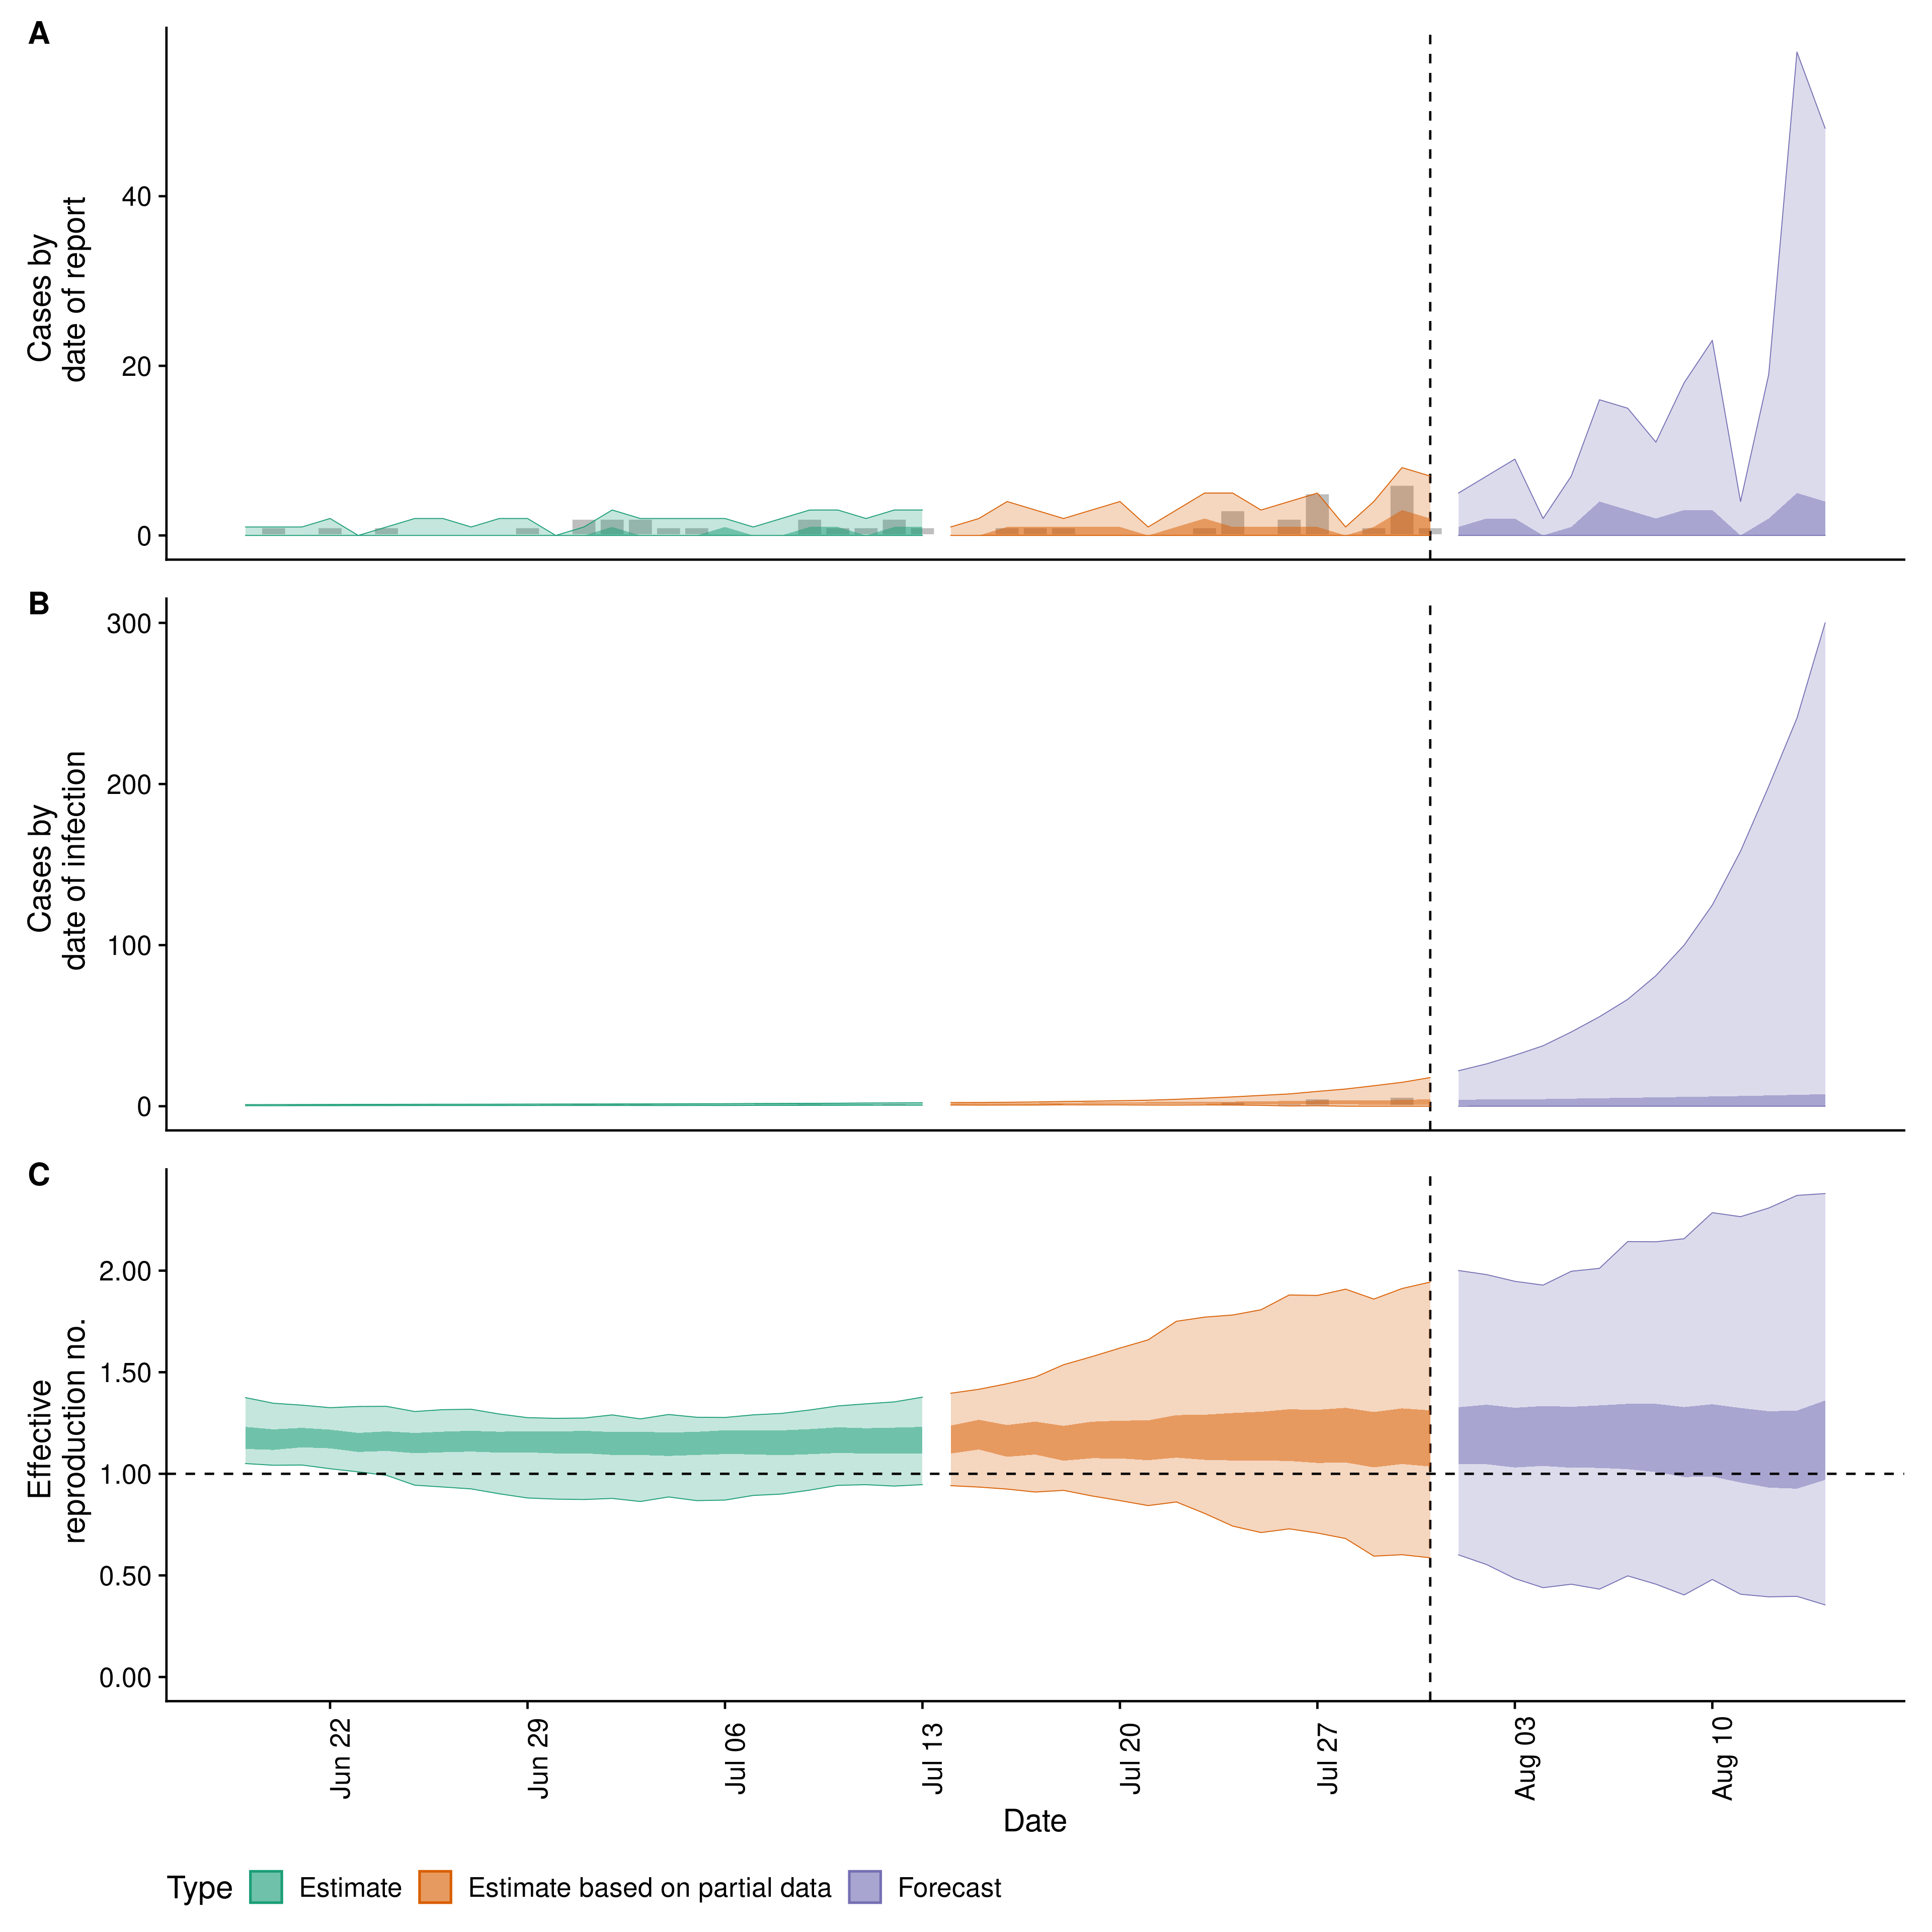 A
Cases by
date of report
40
20
0
B
Cases by
date of infection
300
200
100
0
C
Effective
reproduction no.
2.00
1.50
1.00
0.50
0.00
Jun 22
Jun 29
Jul 06
Jul 13
Jul 20
Jul 27
Aug 03
Aug 10
Date
Type Estimate Estimate based on partial data Forecast